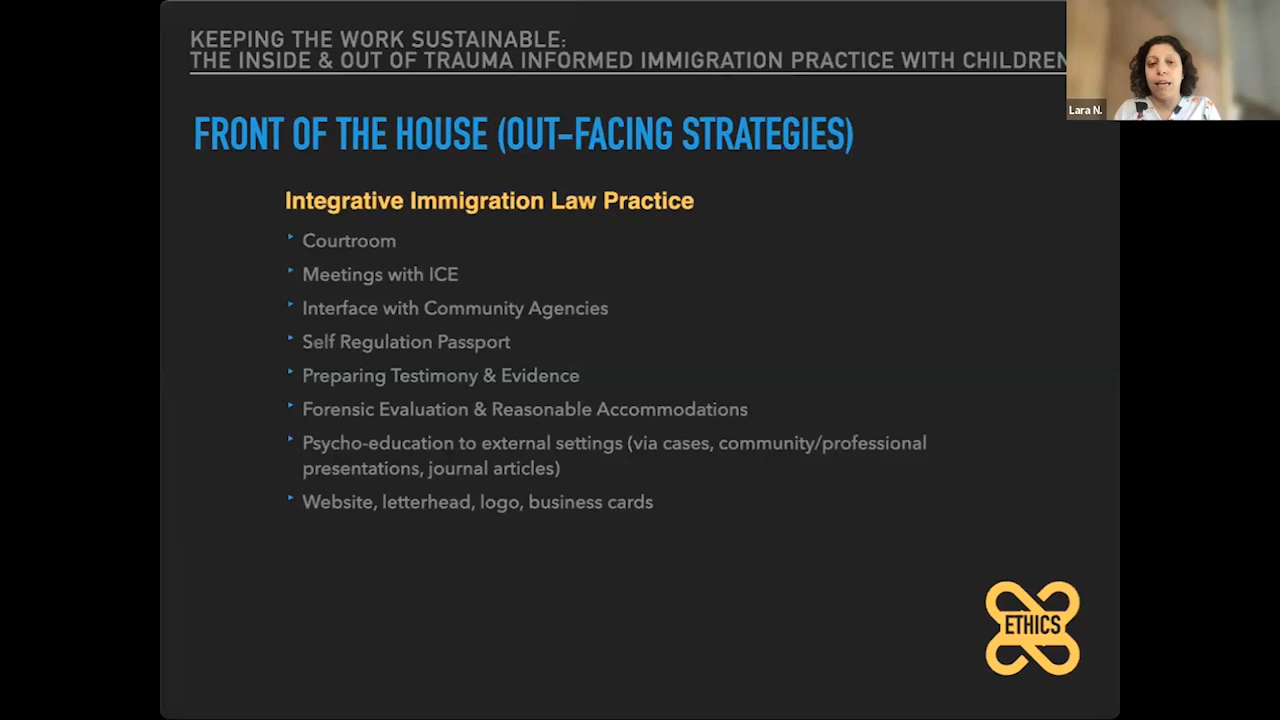 KEEPING THE WORK SUSTAINABLE:
THE INSIDE & OUT OF TRAUMA INFORMED IMMIGRATION PRACTICE WITH CHILDREN
Lara N.
FRONT OF THE HOUSE (OUT-FACING STRATEGIES)
Integrative Immigration Law Practice
Courtroom
Meetings with ICE
Interface with Community Agencies
Self Regulation Passport
Preparing Testimony & Evidence
Forensic Evaluation & Reasonable Accommodations
Psycho-education to external settings (via cases, community/professional
presentations, journal articles)
Website, letterhead, logo, business cards
ETHICS